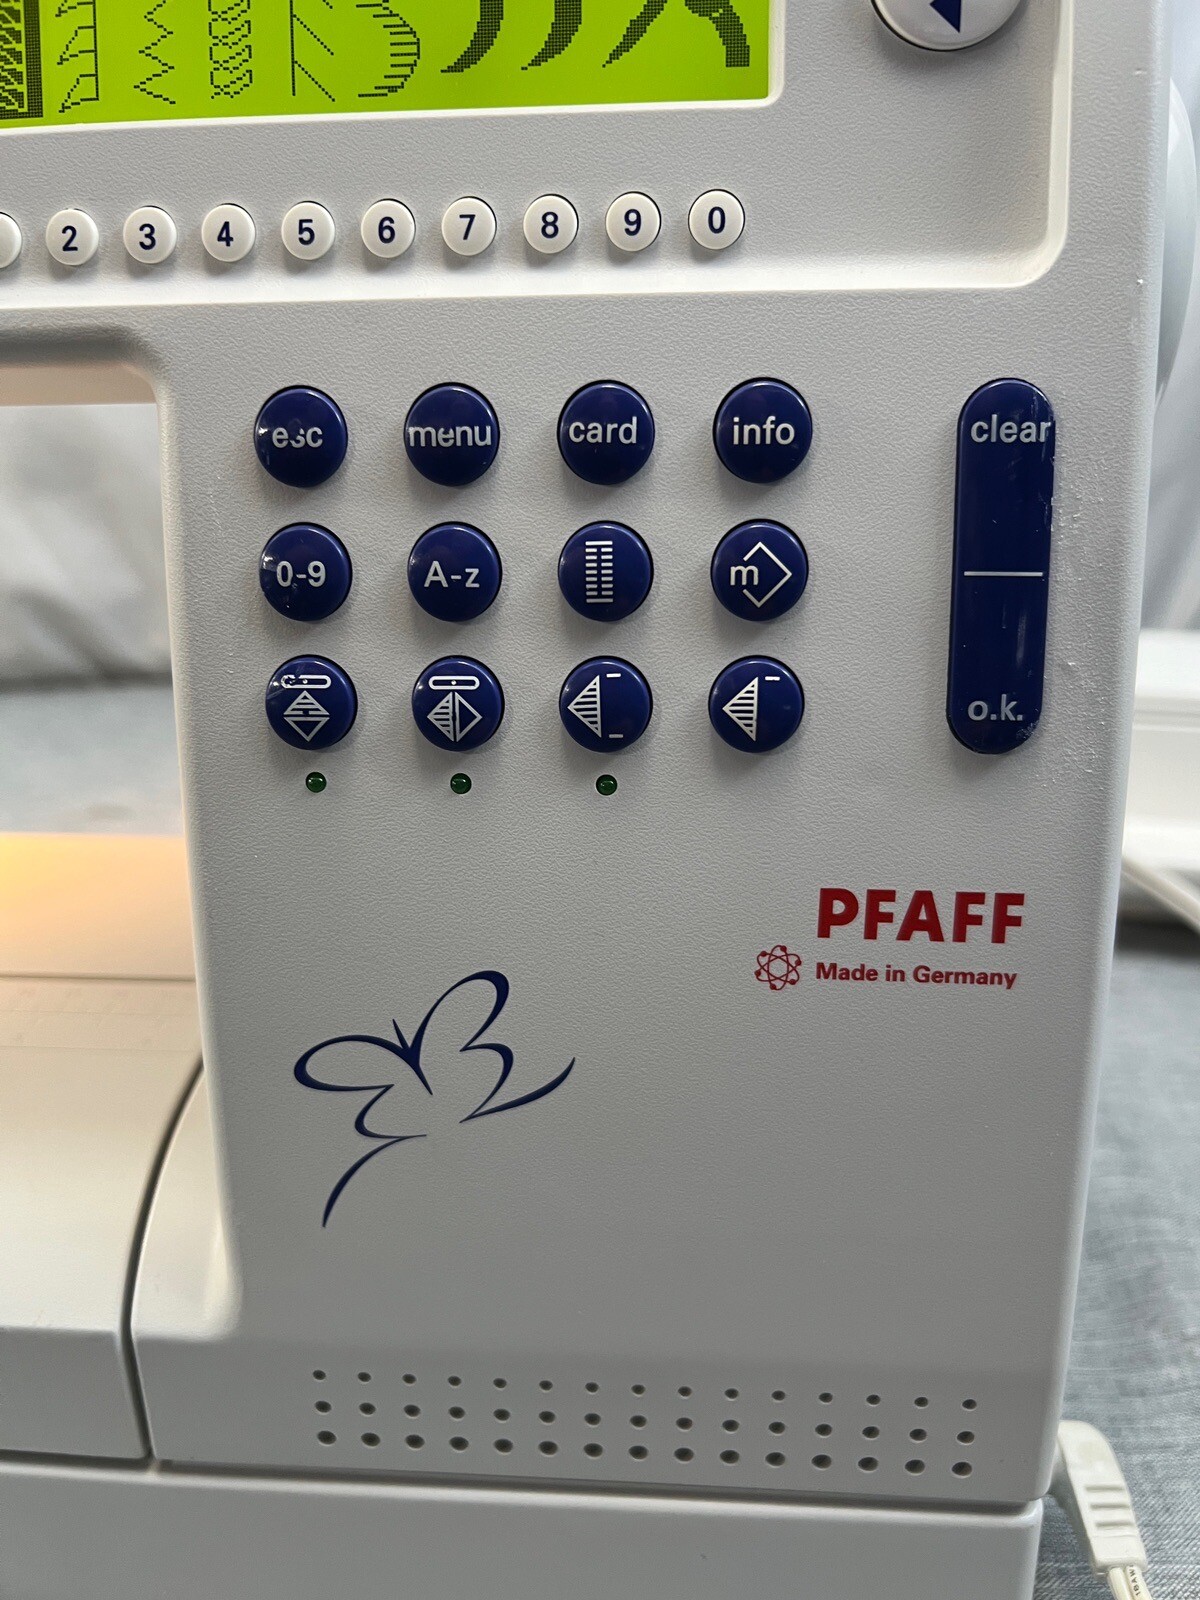 2 3 4 5 6 7 8 9 0
esc menu card info clear
0-9 A-z m
o.k.
PFAFF
Made in Germany
18AW